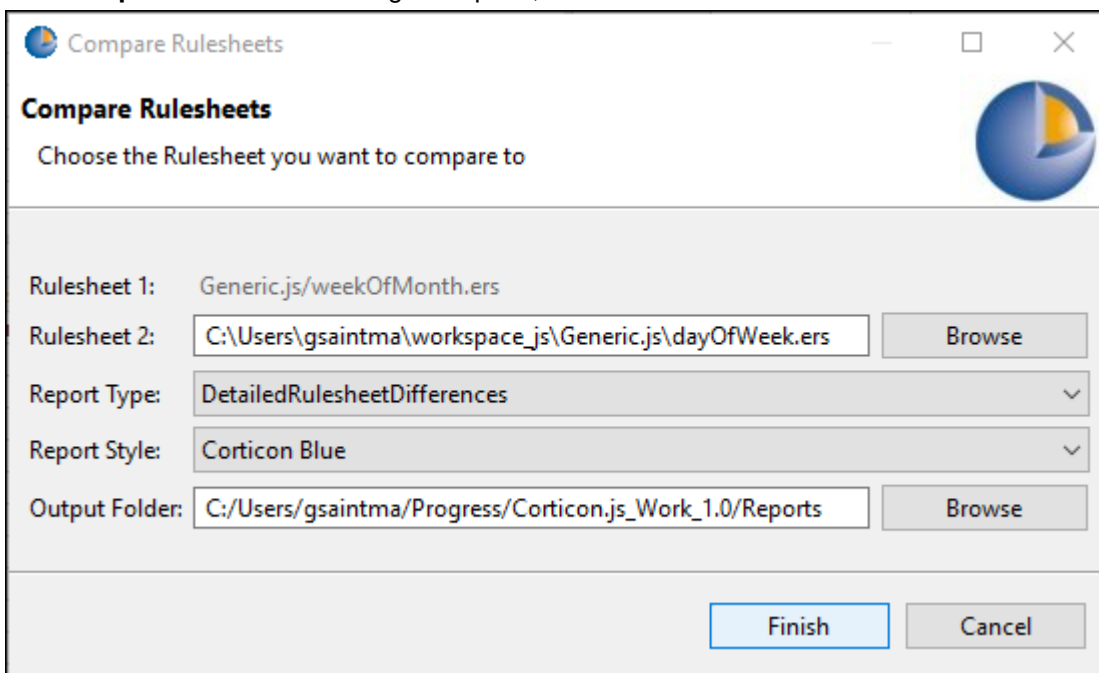 Compare Rulesheets
Compare Rulesheets
Choose the Rulesheet you want to compare to
Rulesheet 1: Generic.js/weekOfMonth.ers
Rulesheet 2: C:\Users\gsaintma\workspace_js\Generic.js\dayOfWeek.ers Browse
Report Type: DetailedRulesheetDifferences
Report Style: Corticon Blue
Output Folder: C:/Users/gsaintma/Progress/Corticon.js_Work_1.0/Reports Browse
Finish Cancel